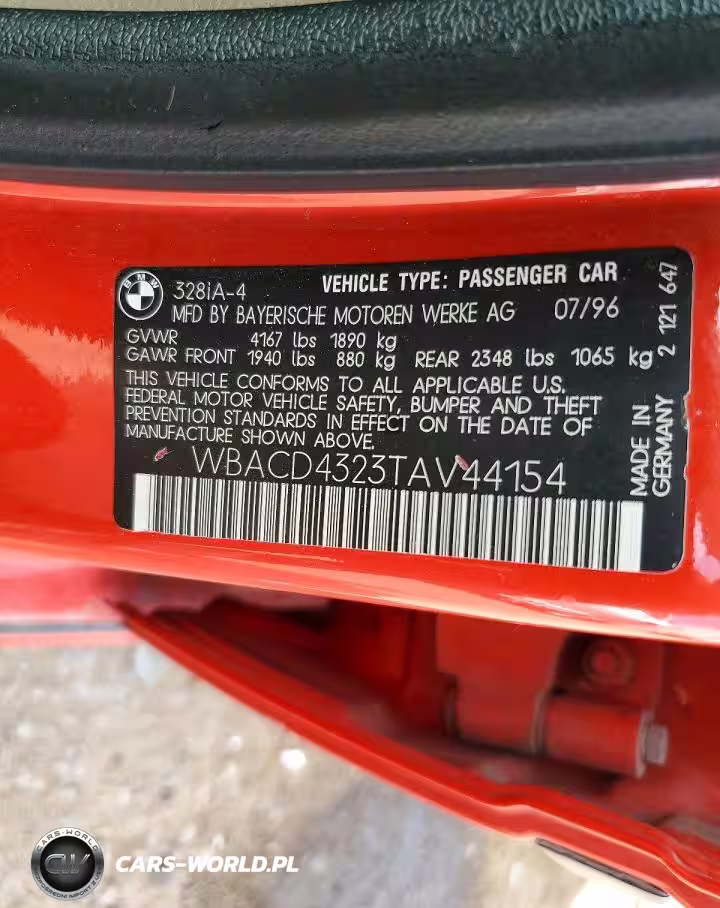 BMW
328iA-4
VEHICLE TYPE: PASSENGER CAR
MFD BY BAYERISCHE MOTOREN WERKE AG 07/96
GVWR 4167 lbs 1890 kg
GAWR FRONT 1940 lbs 880 kg REAR 2348 lbs 1065 kg
THIS VEHICLE CONFORMS TO ALL APPLICABLE U.S.
FEDERAL MOTOR VEHICLE SAFETY, BUMPER AND THEFT
PREVENTION STANDARDS IN EFFECT ON THE DATE OF
MANUFACTURE SHOWN ABOVE.
WBACD4323TAV44154
MADE IN
GERMANY
2 121 647
CARS-WORLD
CW
CARS-WORLD.PL